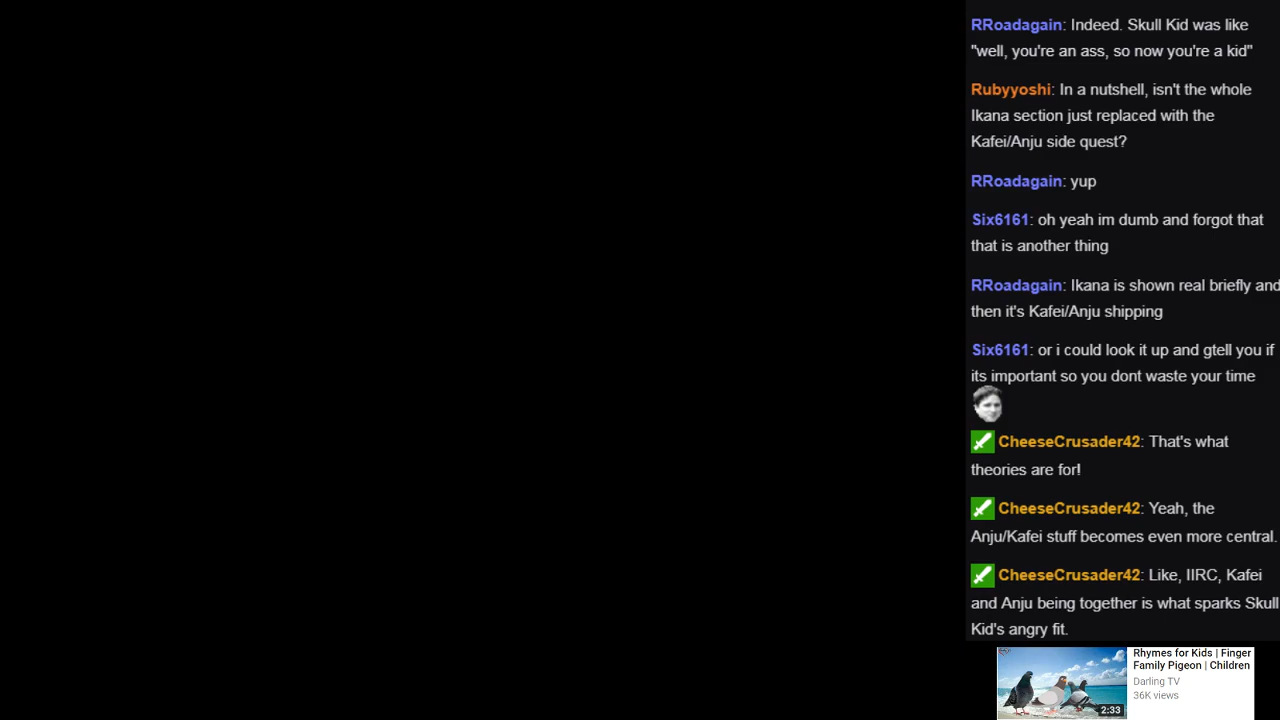 RRoadagain: Indeed. Skull Kid was like
"well, you're an ass, so now you're a kid"
Rubyyoshi: In a nutshell, isn't the whole
Ikana section just replaced with the
Kafei/Anju side quest?
RRoadagain: yup
Six6161: oh yeah im dumb and forgot that
that is another thing
RRoadagain: Ikana is shown real briefly and
then it's Kafei/Anju shipping
Six6161: or i could look it up and gtell you if
its important so you dont waste your time
CheeseCrusader42: That's what
theories are for!
CheeseCrusader42: Yeah, the
Anju/Kafei stuff becomes even more central.
CheeseCrusader42: Like, IIRC, Kafei
and Anju being together is what sparks Skull
Kid's angry fit.
Rhymes for Kids | Finger
Family Pigeon | Children
Darling TV
36K views
2:33